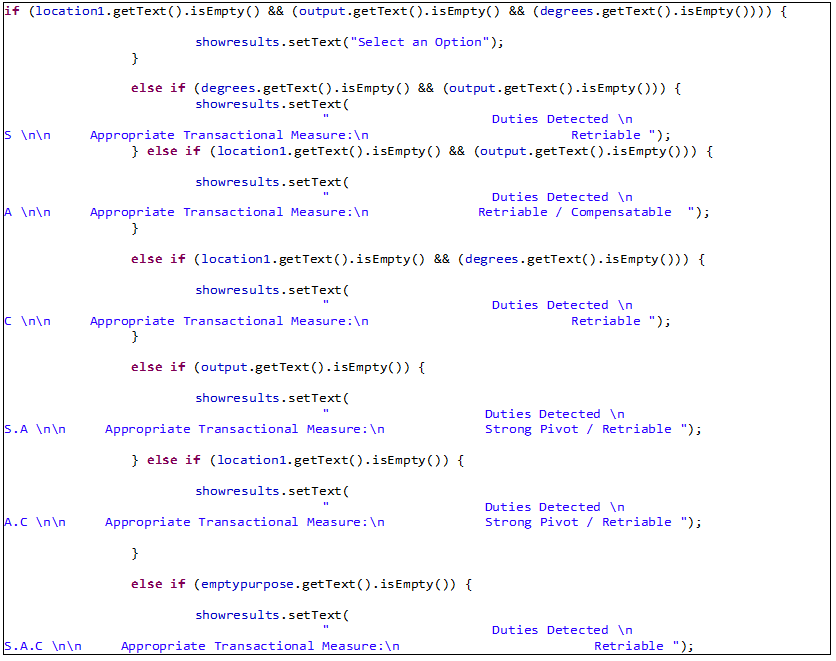 if (location1.getText().isEmpty() && (output.getText().isEmpty() && (degrees.getText().isEmpty()))) {
showresults.setText("Select an Option");
}
else if (degrees.getText().isEmpty() && (output.getText().isEmpty())) {
showresults.setText(
" Duties Detected \n
S \n\n Appropriate Transactional Measure:\n Retriable ");
} else if (location1.getText().isEmpty() && (output.getText().isEmpty())) {
showresults.setText(
" Duties Detected \n
A \n\n Appropriate Transactional Measure:\n Retriable / Compensatable ");
}
else if (location1.getText().isEmpty() && (degrees.getText().isEmpty())) {
showresults.setText(
" Duties Detected \n
C \n\n Appropriate Transactional Measure:\n Retriable ");
}
else if (output.getText().isEmpty()) {
showresults.setText(
" Duties Detected \n
S.A \n\n Appropriate Transactional Measure:\n Strong Pivot / Retriable ");
} else if (location1.getText().isEmpty()) {
showresults.setText(
" Duties Detected \n
A.C \n\n Appropriate Transactional Measure:\n Strong Pivot / Retriable ");
}
else if (emptypurpose.getText().isEmpty()) {
showresults.setText(
" Duties Detected \n
S.A.C \n\n Appropriate Transactional Measure:\n Retriable ");